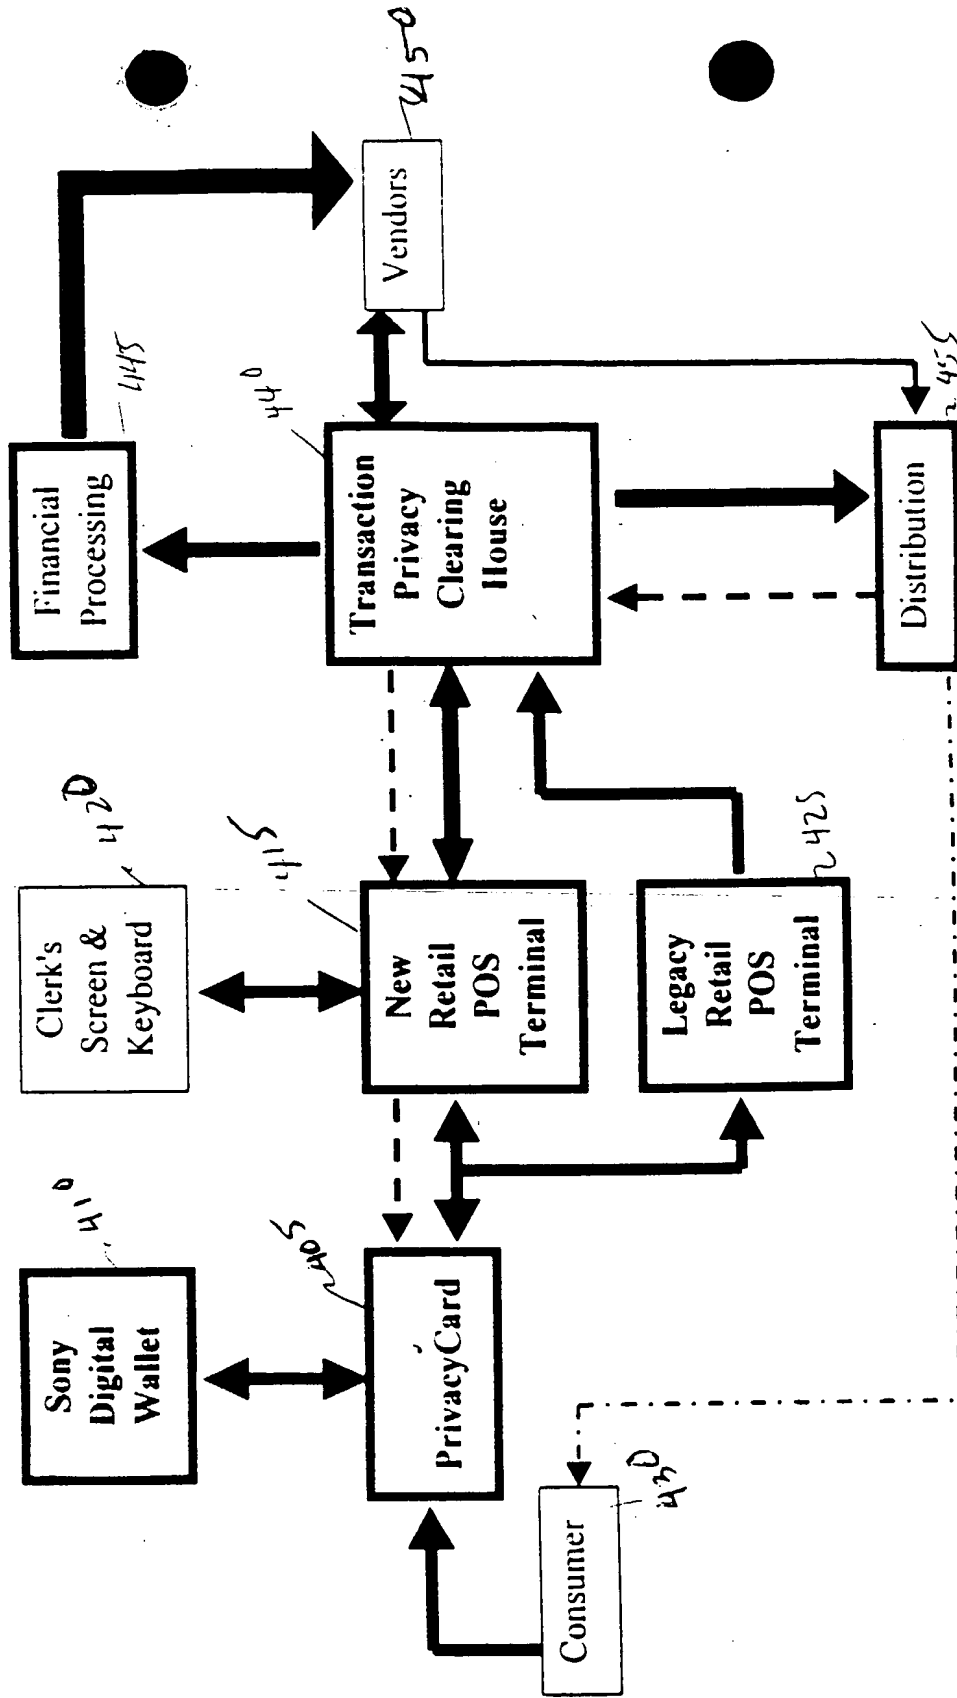 Sony
Digital
Wallet
410
Clerk's
Screen &
Keyboard
420
Financial
Processing
445
PrivacyCard
405
New
Retail
POS
Terminal
415
Transaction
Privacy
Clearing
House
440
Vendors
450
Consumer
430
Legacy
Retail
POS
Terminal
425
Distribution
455